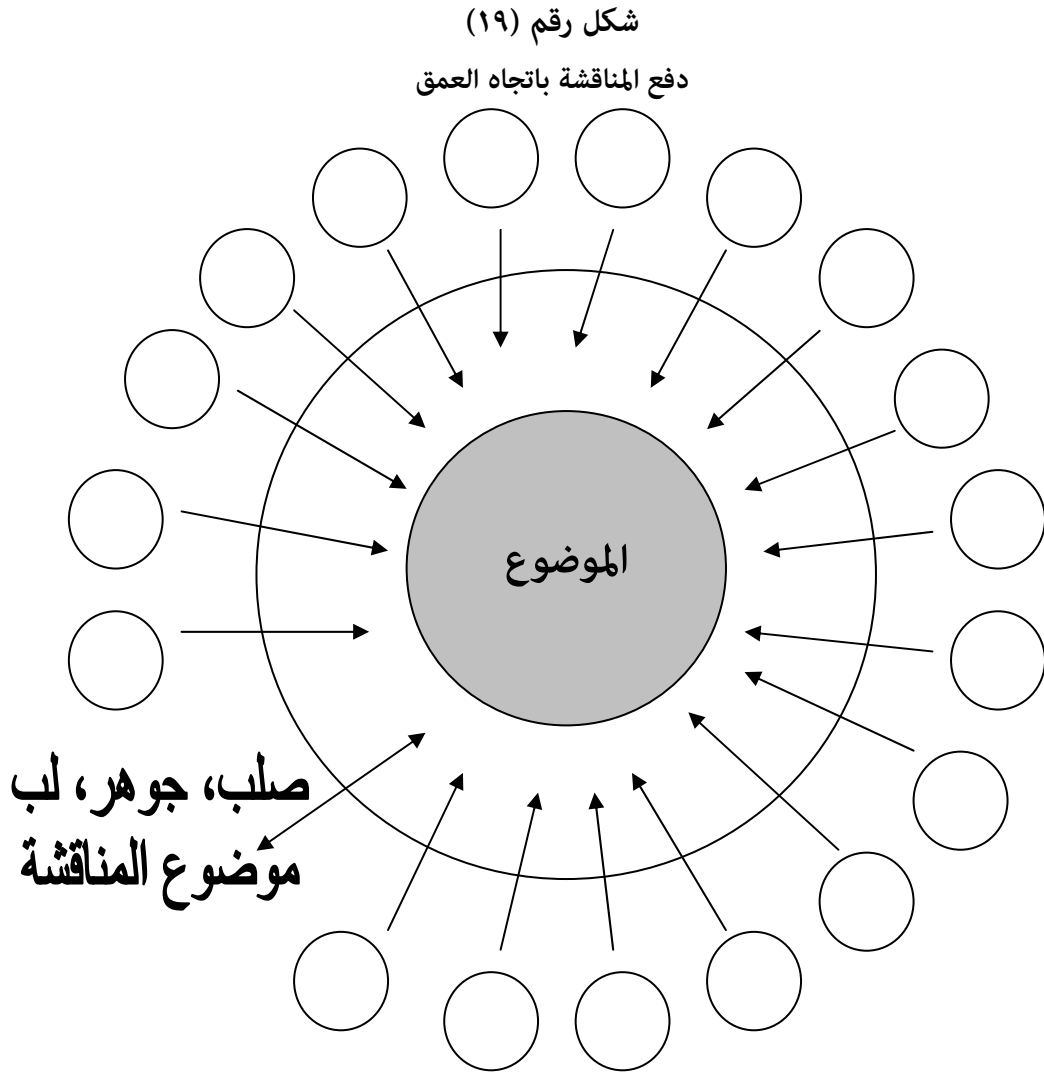 شكل رقم (١٩)
دفع المناقشة باتجاه العمق
الموضوع
صلب، جوهر، لب
موضوع المناقشة